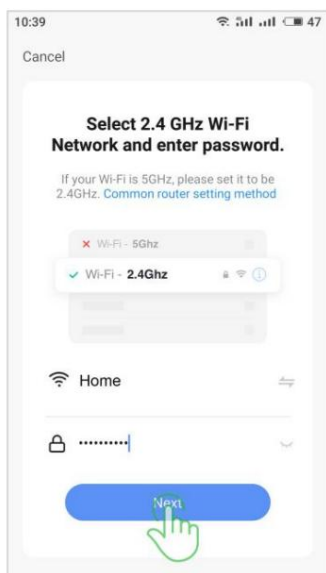 10:39 47
Cancel
Select 2.4 GHz Wi-Fi
Network and enter password.
If your Wi-Fi is 5GHz, please set it to be
2.4GHz. Common router setting method
Wi-Fi - 5Ghz
Wi-Fi - 2.4Ghz
Home
Next